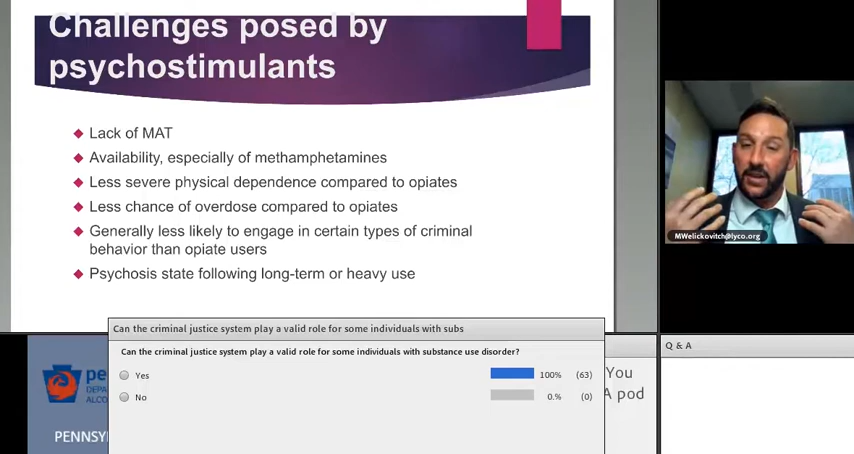 Challenges posed by
psychostimulants
Lack of MAT
Availability, especially of methamphetamines
Less severe physical dependence compared to opiates
Less chance of overdose compared to opiates
Generally less likely to engage in certain types of criminal
behavior than opiate users
Psychosis state following long-term or heavy use
MWelickovitch@lyco.org
Can the criminal justice system play a valid role for some individuals with subs
Can the criminal justice system play a valid role for some individuals with substance use disorder?
Yes 100% (63)
No 0.% (0)
Q & A
You
A pod
pe
DEPA
ALCO
PENNSY